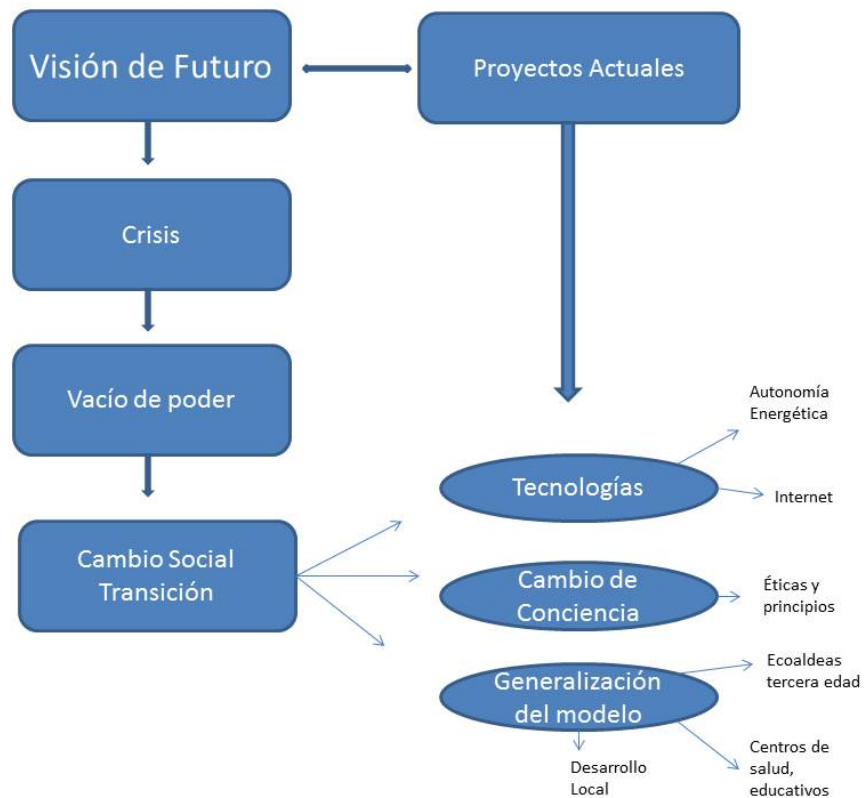 Visión de Futuro
Proyectos Actuales
Crisis
Vacío de poder
Autonomía
Energética
Tecnologías
Internet
Cambio Social
Transición
Cambio de
Conciencia
Éticas y
principios
Ecoaldeas
tercera edad
Generalización
del modelo
Desarrollo
Local
Centros de
salud,
educativos